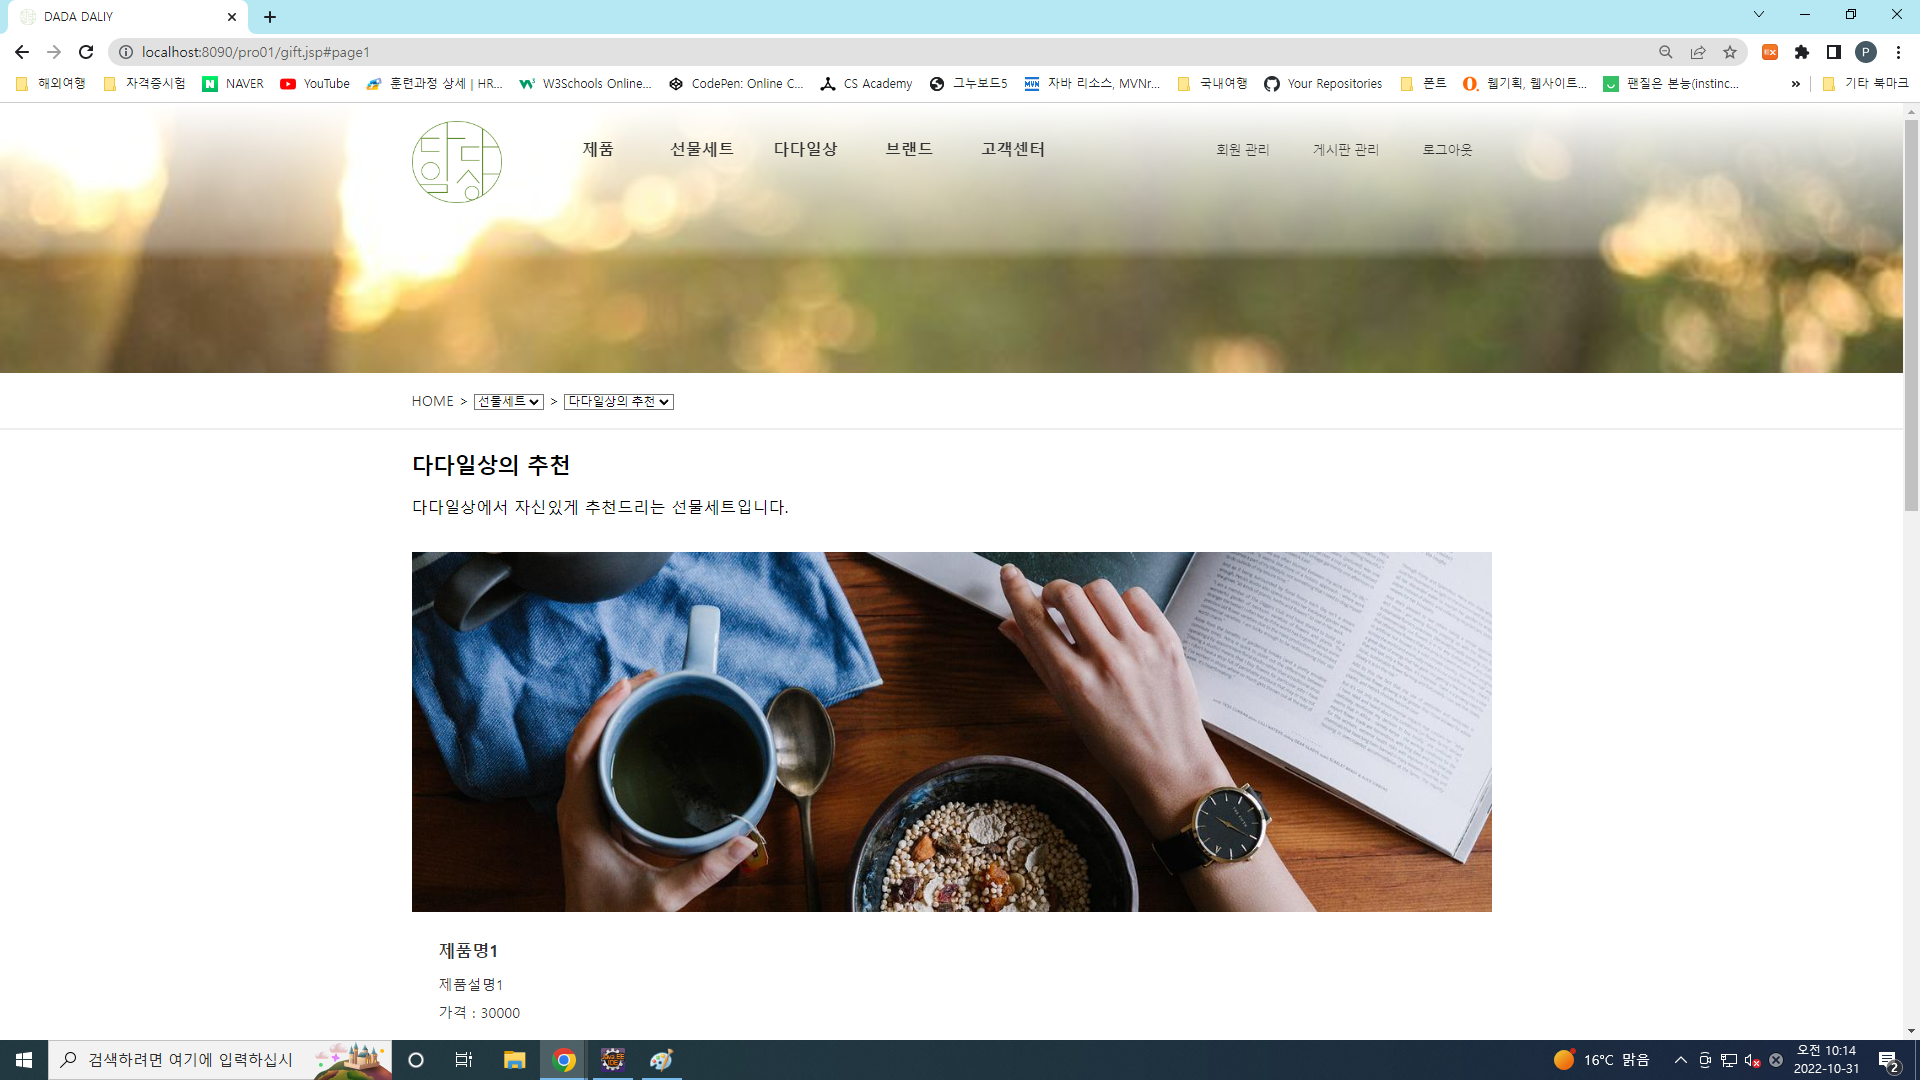 DADA DALIY
localhost:8090/pro01/gift.jsp#page1
EX
P
해외여행 자격증시험 NAVER YouTube 훈련과정 상세 | HR... W3Schools Online... CodePen: Online C... CS Academy 그누보드5 자바 리소스, MVNr... 국내여행 Your Repositories 폰트 웹기획, 웹사이트... 팬질은 본능(instinc... » 기타 북마크
제품 선물세트 다다일상 브랜드 고객센터 회원 관리 게시판 관리 로그아웃
HOME > 선물세트 > 다다일상의 추천
다다일상의 추천
다다일상에서 자신있게 추천드리는 선물세트입니다.
제품명1
제품설명1
가격 : 30000
검색하려면 여기에 입력하십시
16°C 맑음
오전 10:14
2022-10-31
2